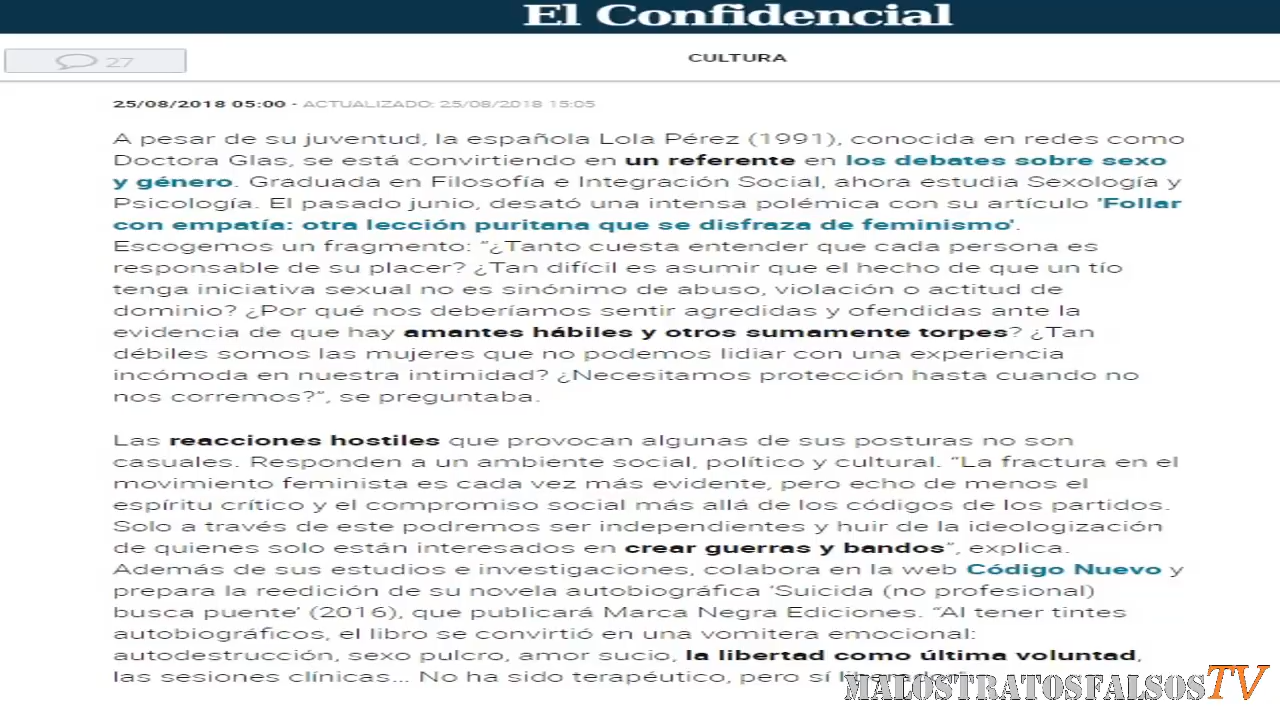 El Confidencial
27
CULTURA
25/08/2018 05:00 - ACTUALIZADO: 25/08/2018 15:05
A pesar de su juventud, la española Lola Pérez (1991), conocida en redes como
Doctora Glas, se está convirtiendo en un referente en los debates sobre sexo
y género. Graduada en Filosofía e Integración Social, ahora estudia Sexología y
Psicología. El pasado junio, desató una intensa polémica con su artículo 'Follar
con empatía: otra lección puritana que se disfraza de feminismo'.
Escogemos un fragmento: “¿Tanto cuesta entender que cada persona es
responsable de su placer? ¿Tan difícil es asumir que el hecho de que un tío
tenga iniciativa sexual no es sinónimo de abuso, violación o actitud de
dominio? ¿Por qué nos deberíamos sentir agredidas y ofendidas ante la
evidencia de que hay amantes hábiles y otros sumamente torpes? ¿Tan
débiles somos las mujeres que no podemos lidiar con una experiencia
incómoda en nuestra intimidad? ¿Necesitamos protección hasta cuando no
nos corremos?”, se preguntaba.
Las reacciones hostiles que provocan algunas de sus posturas no son
casuales. Responden a un ambiente social, político y cultural. “La fractura en el
movimiento feminista es cada vez más evidente, pero echo de menos el
espíritu crítico y el compromiso social más allá de los códigos de los partidos.
Solo a través de este podremos ser independientes y huir de la ideologización
de quienes solo están interesados en crear guerras y bandos”, explica.
Además de sus estudios e investigaciones, colabora en la web Código Nuevo y
prepara la reedición de su novela autobiográfica ‘Suicida (no profesional)
busca puente’ (2016), que publicará Marca Negra Ediciones. “Al tener tintes
autobiográficos, el libro se convirtió en una vomitera emocional:
autodestrucción, sexo pulcro, amor sucio, la libertad como última voluntad,
las sesiones clínicas... No ha sido terapéutico, pero sí
MALOSTRATOSFALSOSTV